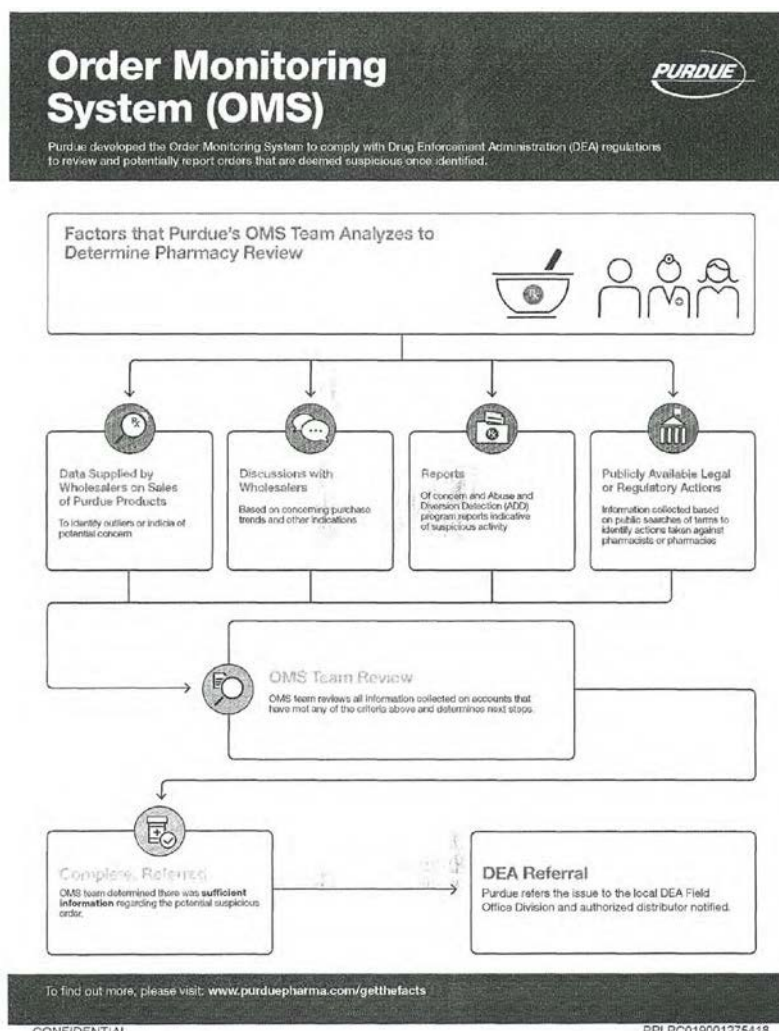 Order Monitoring
System (OMS)
PURDUE
Purdue developed the Order Monitoring System to comply with Drug Enforcement Administration (DEA) regulations
to review and potentially report orders that are deemed suspicious once identified.
Factors that Purdue's OMS Team Analyzes to
Determine Pharmacy Review
Rx
Data Supplied by
Wholesalers on Sales
of Purdue Products
To identify outliers or indicia of
potential concern
Discussions with
Wholesalers
Based on concerning purchase
trends and other indications
Reports
Of concern and Abuse and
Diversion Detection (ADD)
program reports indicative
of suspicious activity
Publicly Available Legal
or Regulatory Actions
Information collected based
on public searches of terms to
identify actions taken against
pharmacists or pharmacies
OMS Team Review
OMS team reviews all information collected on accounts that
have met any of the criteria above and determines next steps.
Complete, Referred
OMS team determined there was sufficient
information regarding the potential suspicious
order.
DEA Referral
Purdue refers the issue to the local DEA Field
Office Division and authorized distributor notified.
To find out more, please visit: www.purduepharma.com/getthefacts
CONFIDENTIAL